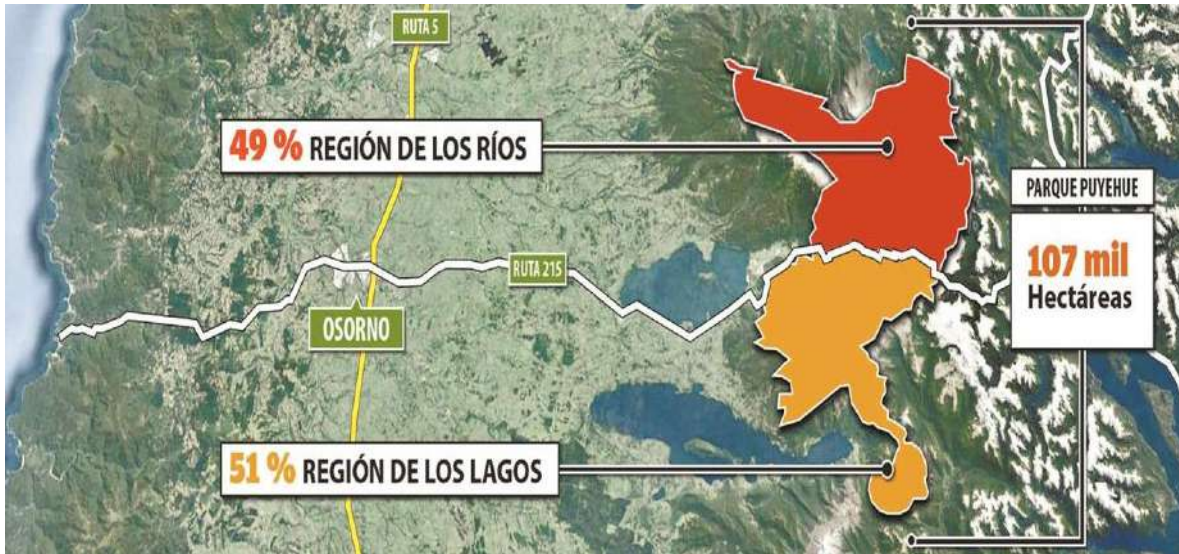 RUTA 5
49 % REGIÓN DE LOS RÍOS
PARQUE PUYEHUE
107 mil
Hectáreas
RUTA 215
OSORNO
51 % REGIÓN DE LOS LAGOS